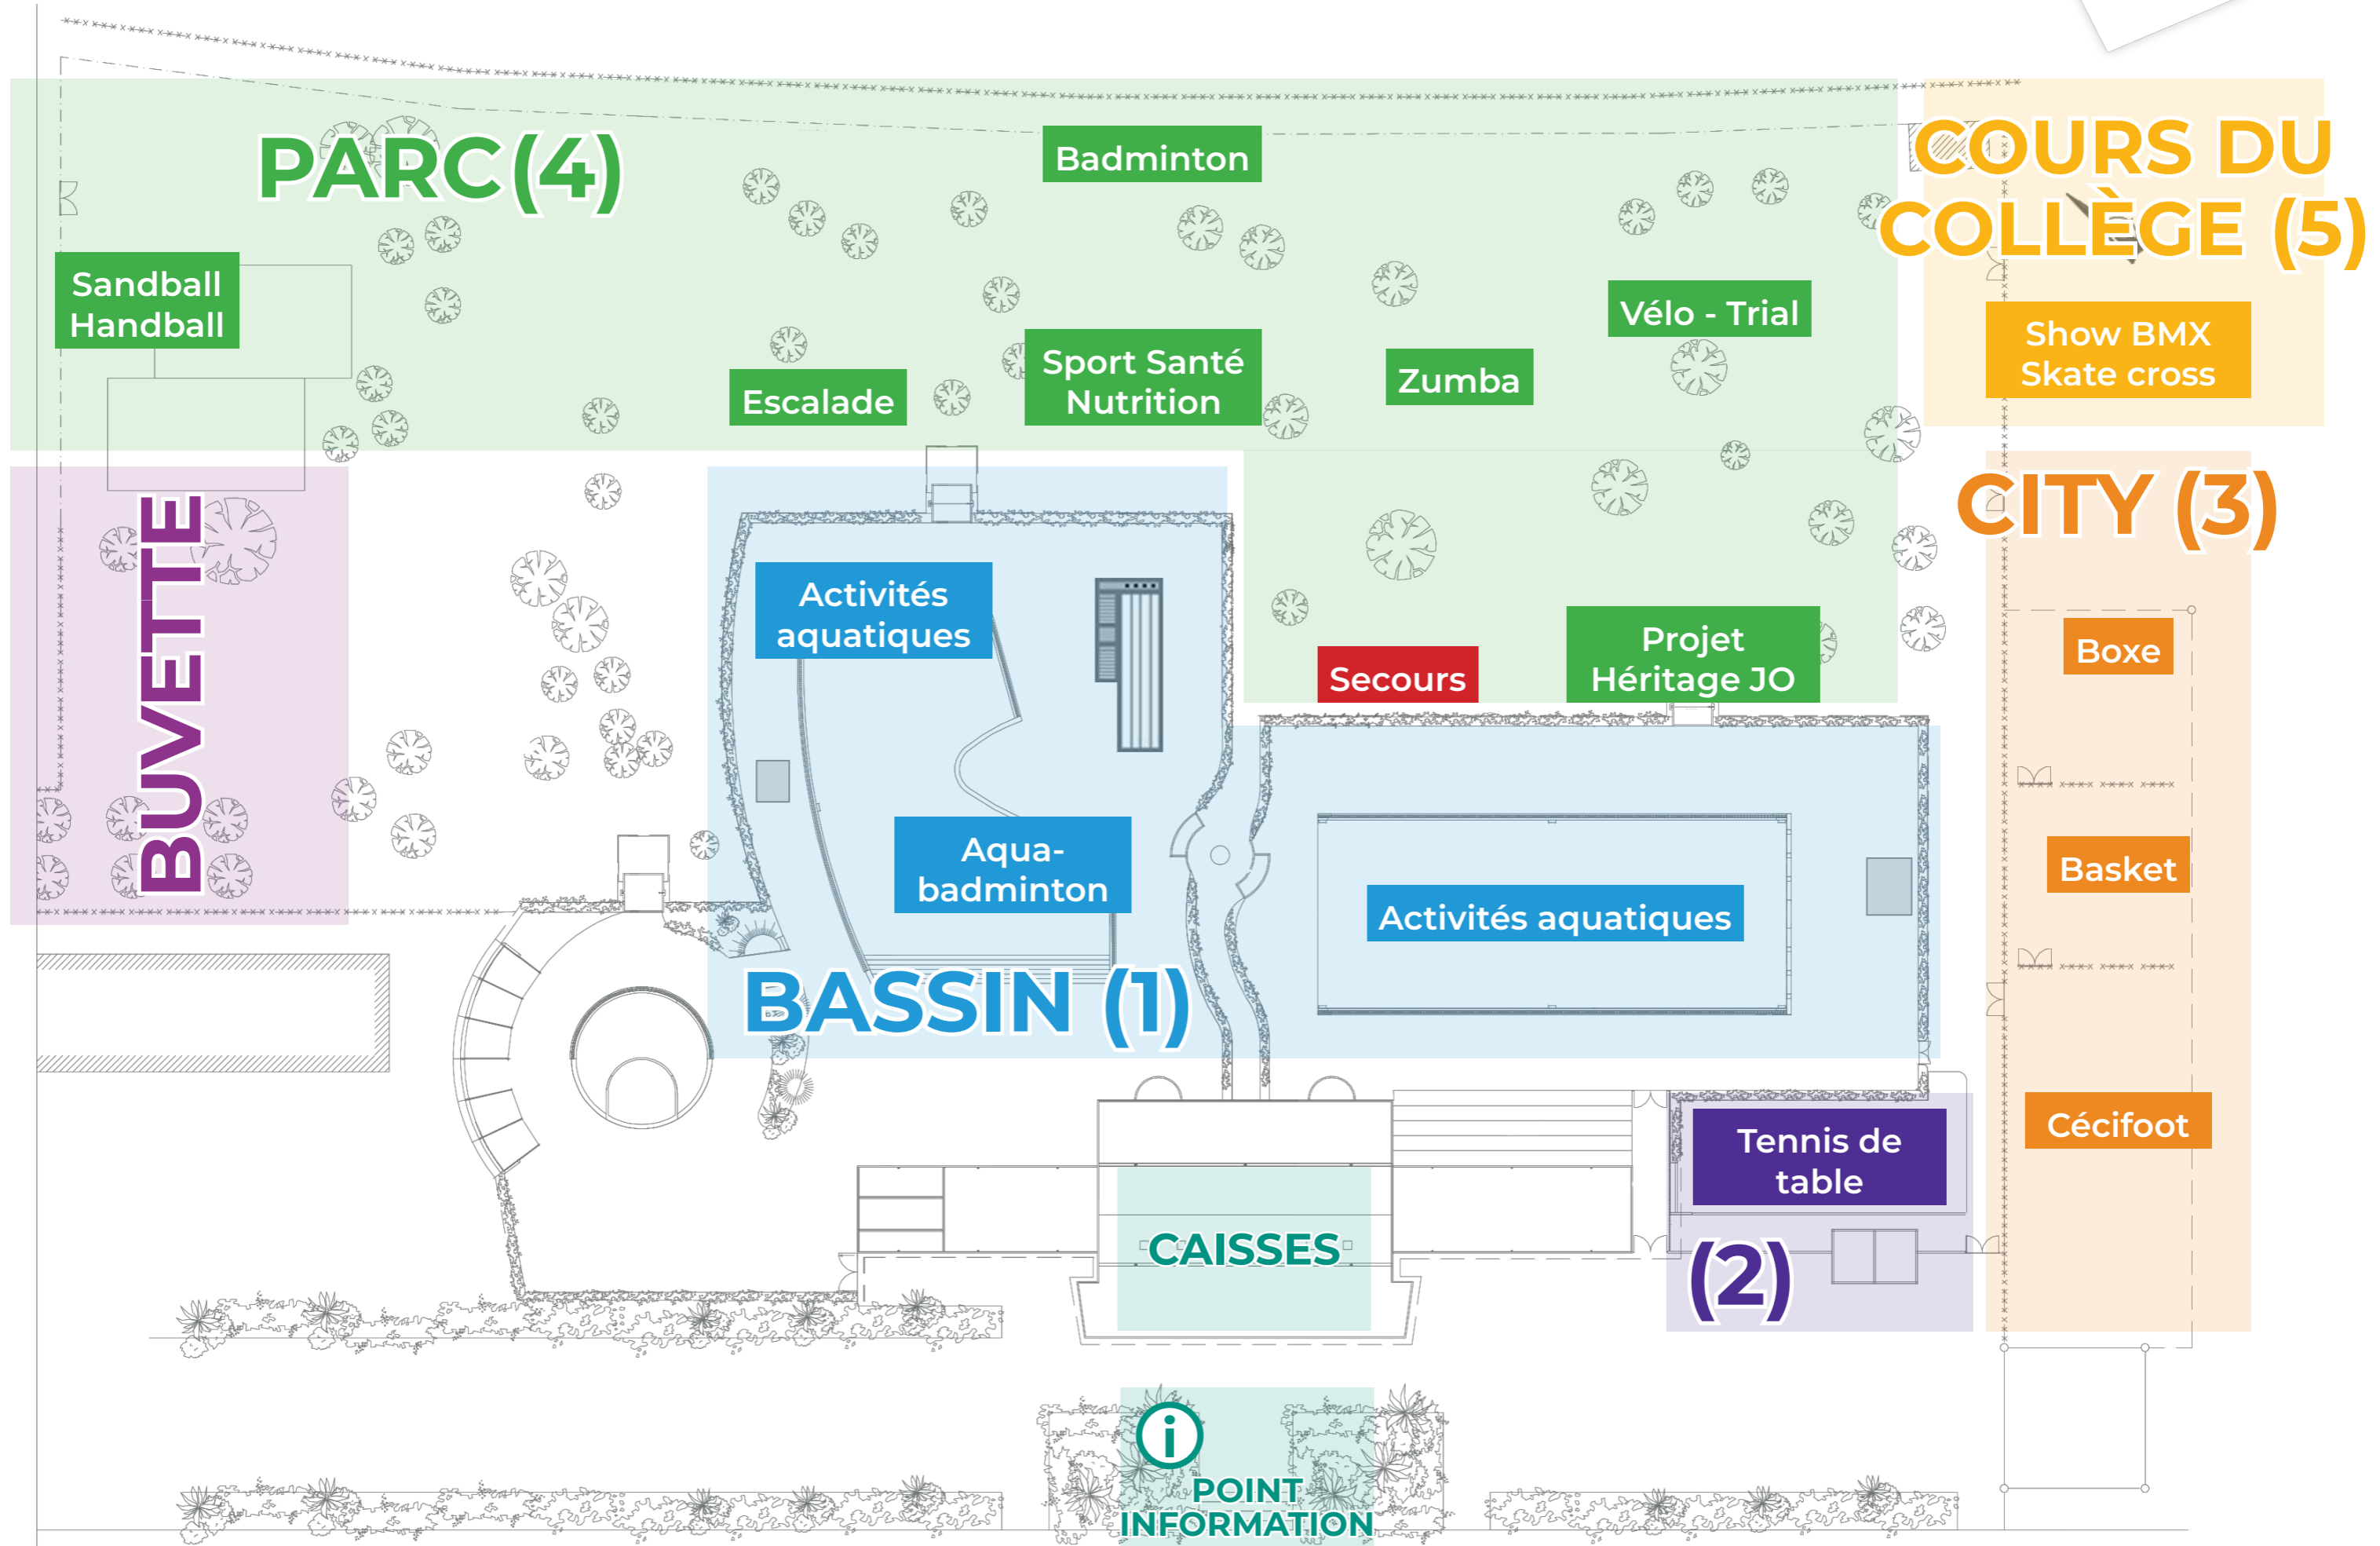 PARC (4)
Badminton
COURS DU
COLLÈGE (5)
Sandball
Handball
Vélo - Trial
Show BMX
Skate cross
Escalade
Sport Santé
Nutrition
Zumba
CITY (3)
BUVETTE
Activités
aquatiques
Secours
Projet
Héritage JO
Boxe
Aqua-
badminton
Activités aquatiques
Basket
BASSIN (1)
Tennis de
table
Cécifoot
(2)
CAISSES
i
POINT
INFORMATION